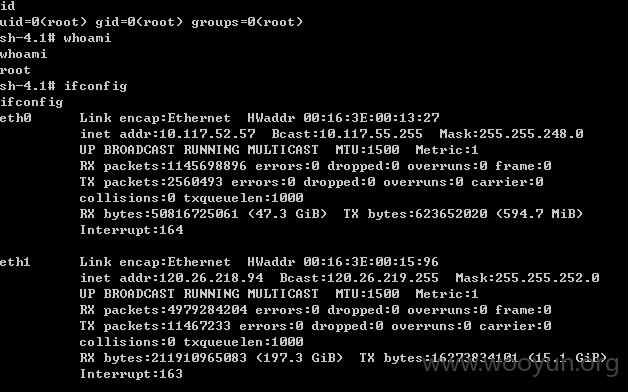 id
uid=0(root) gid=0(root) groups=0(root)
sh-4.1# whoami
whoami
root
sh-4.1# ifconfig
ifconfig
eth0      Link encap:Ethernet  HWaddr 00:16:3E:00:13:27
          inet addr:10.117.52.57  Bcast:10.117.55.255  Mask:255.255.248.0
          UP BROADCAST RUNNING MULTICAST  MTU:1500  Metric:1
          RX packets:1145698896 errors:0 dropped:0 overruns:0 frame:0
          TX packets:2560493 errors:0 dropped:0 overruns:0 carrier:0
          collisions:0 txqueuelen:1000
          RX bytes:50816725061 (47.3 GiB)  TX bytes:623652020 (594.7 MiB)
          Interrupt:164
eth1      Link encap:Ethernet  HWaddr 00:16:3E:00:15:96
          inet addr:120.26.218.94  Bcast:120.26.219.255  Mask:255.255.252.0
          UP BROADCAST RUNNING MULTICAST  MTU:1500  Metric:1
          RX packets:4979284204 errors:0 dropped:0 overruns:0 frame:0
          TX packets:11467233 errors:0 dropped:0 overruns:0 carrier:0
          collisions:0 txqueuelen:1000
          RX bytes:211910965083 (197.3 GiB)  TX bytes:16273834101 (15.1 GiB)
          Interrupt:163
www.wooyun.org